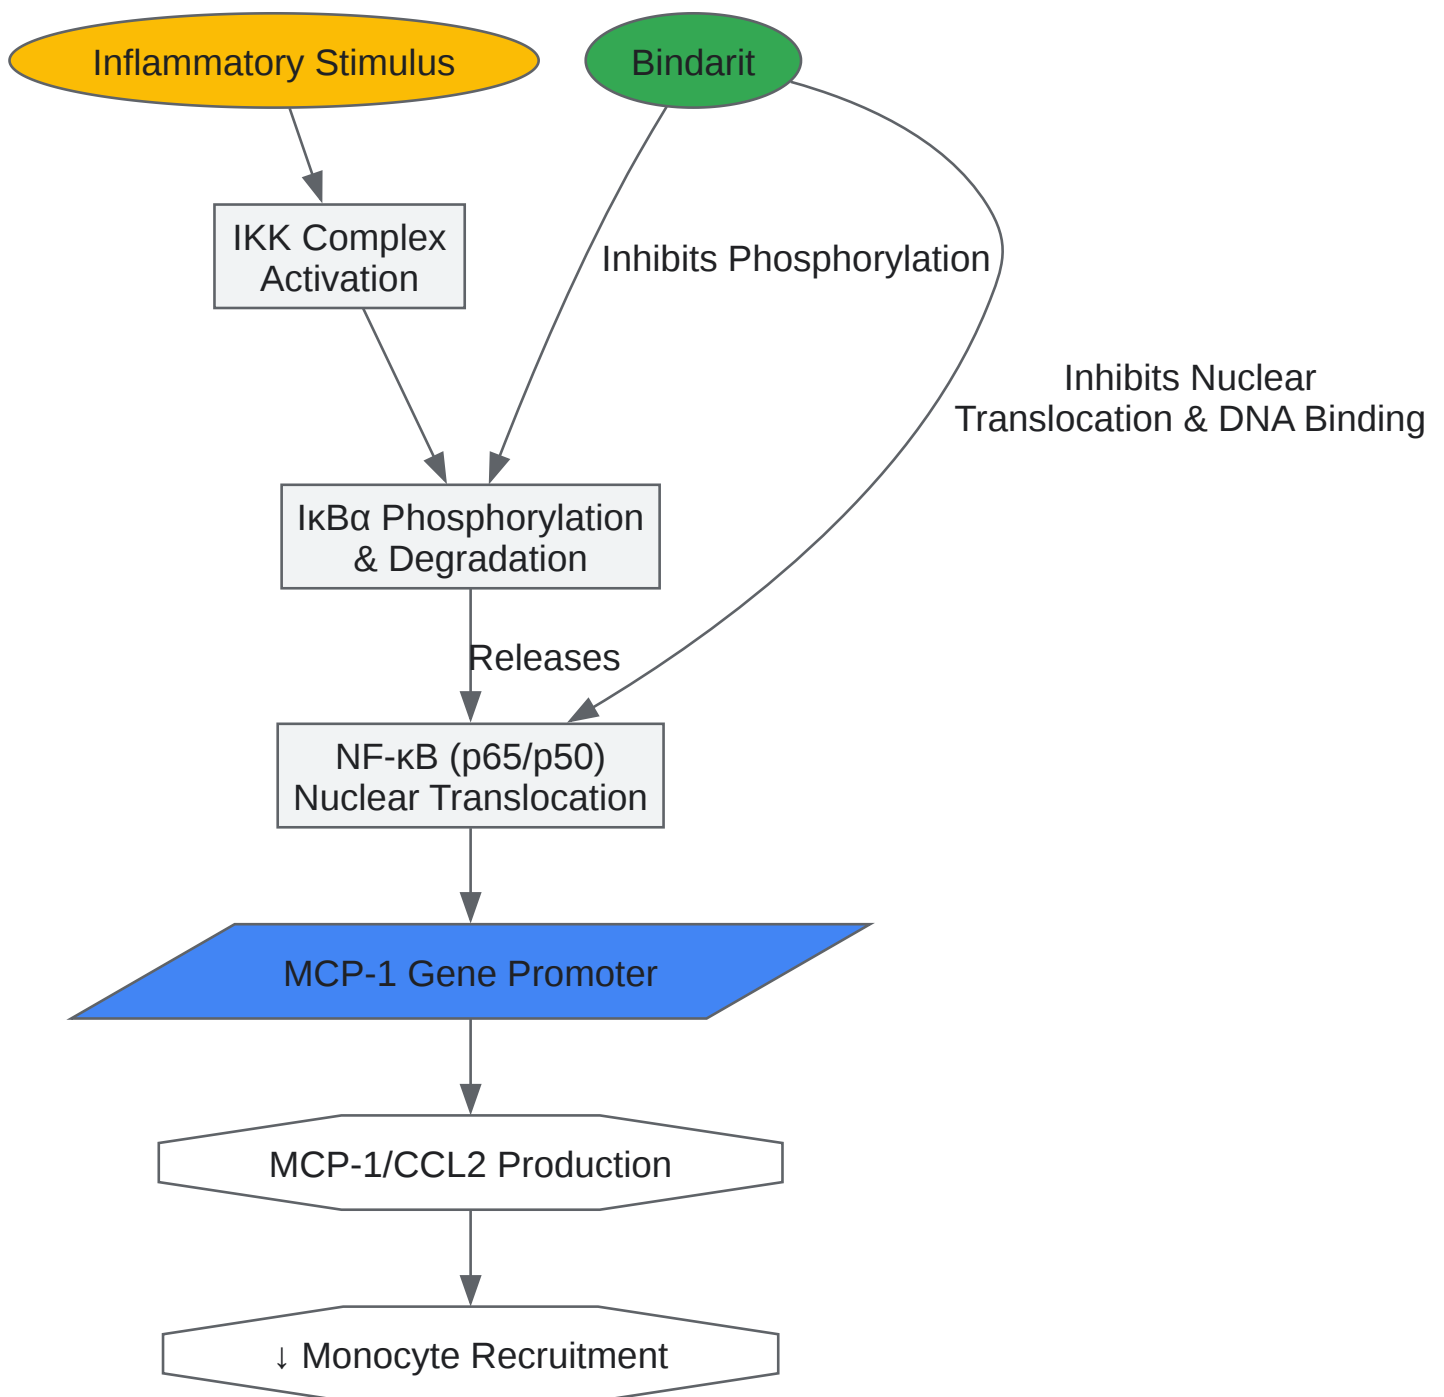 Inflammatory Stimulus
Bindarit
IKK Complex
Activation
Inhibits Phosphorylation
Inhibits Nuclear
Translocation & DNA Binding
IκBα Phosphorylation
& Degradation
Releases
NF-κB (p65/p50)
Nuclear Translocation
MCP-1 Gene Promoter
MCP-1/CCL2 Production
↓ Monocyte Recruitment